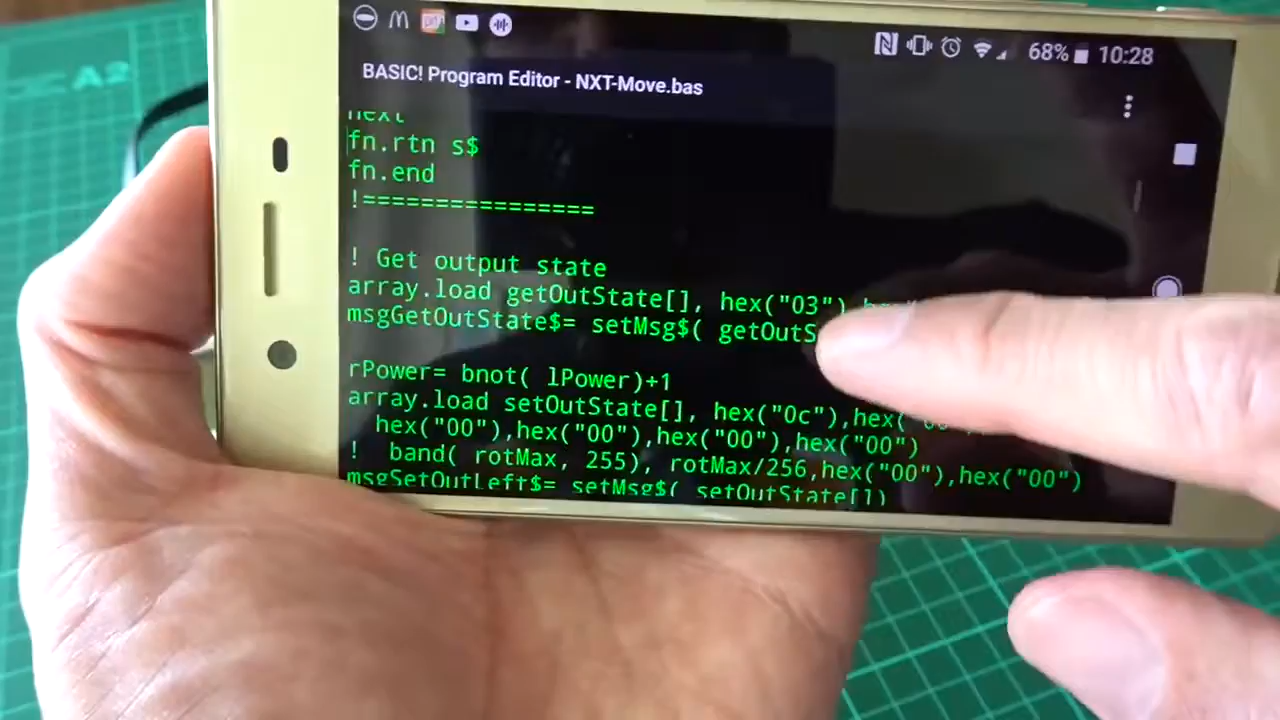 A2
68% 10:28
BASIC! Program Editor - NXT-Move.bas
next
fn.rtn s$
fn.end
!================
! Get output state
array.load getOutState[], hex("03"),
msgGetOutState$= setMsg$( getOutS
rPower= bnot( lPower)+1
array.load setOutState[], hex("0c"),hex(
hex("00"),hex("00"),hex("00"),hex("00")
! band( rotMax, 255), rotMax/256,hex("00"),hex("00")
msgSetOutLeft$= setMsg$( setOutState[])